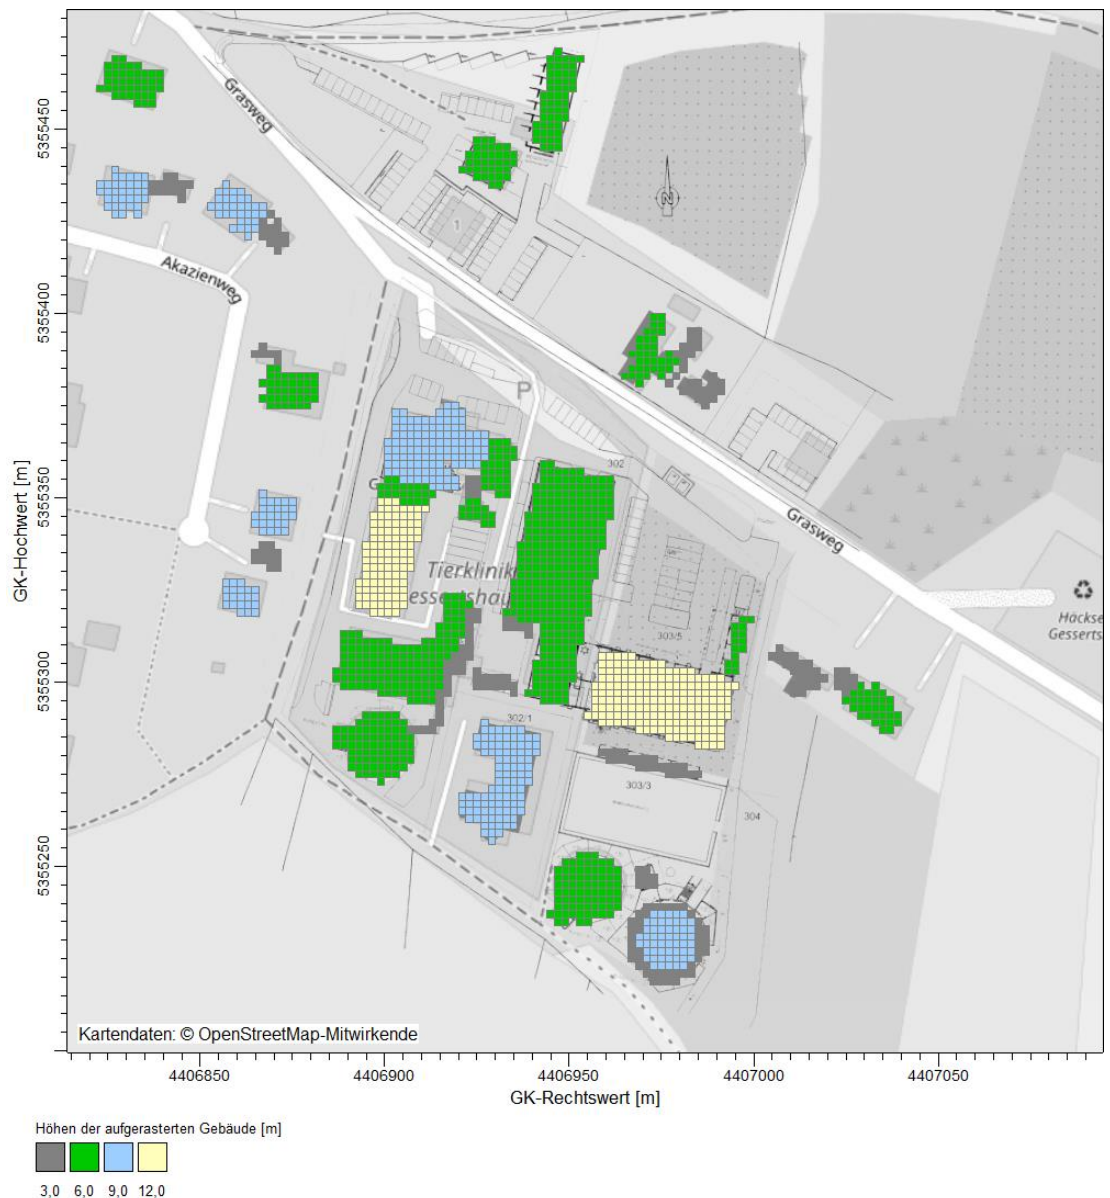 Grasweg
Akazienweg
N
1
P
302
Tierklinik
Grasweg
303/5
Häckse
Gesserts
302/1
303/3
304
Kartendaten: © OpenStreetMap-Mitwirkende
GK-Hochwert [m]
5355450
5355400
5355350
5355300
5355250
4406850 4406900 4406950 4407000 4407050
GK-Rechtswert [m]
Höhen der aufgerasterten Gebäude [m]
3,0 6,0 9,0 12,0